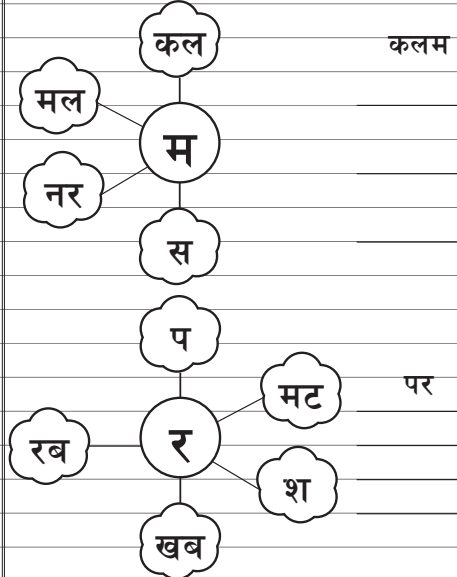 कल
कलम
मल
म
नर
स
प
मट
पर
र
रब
श
खब